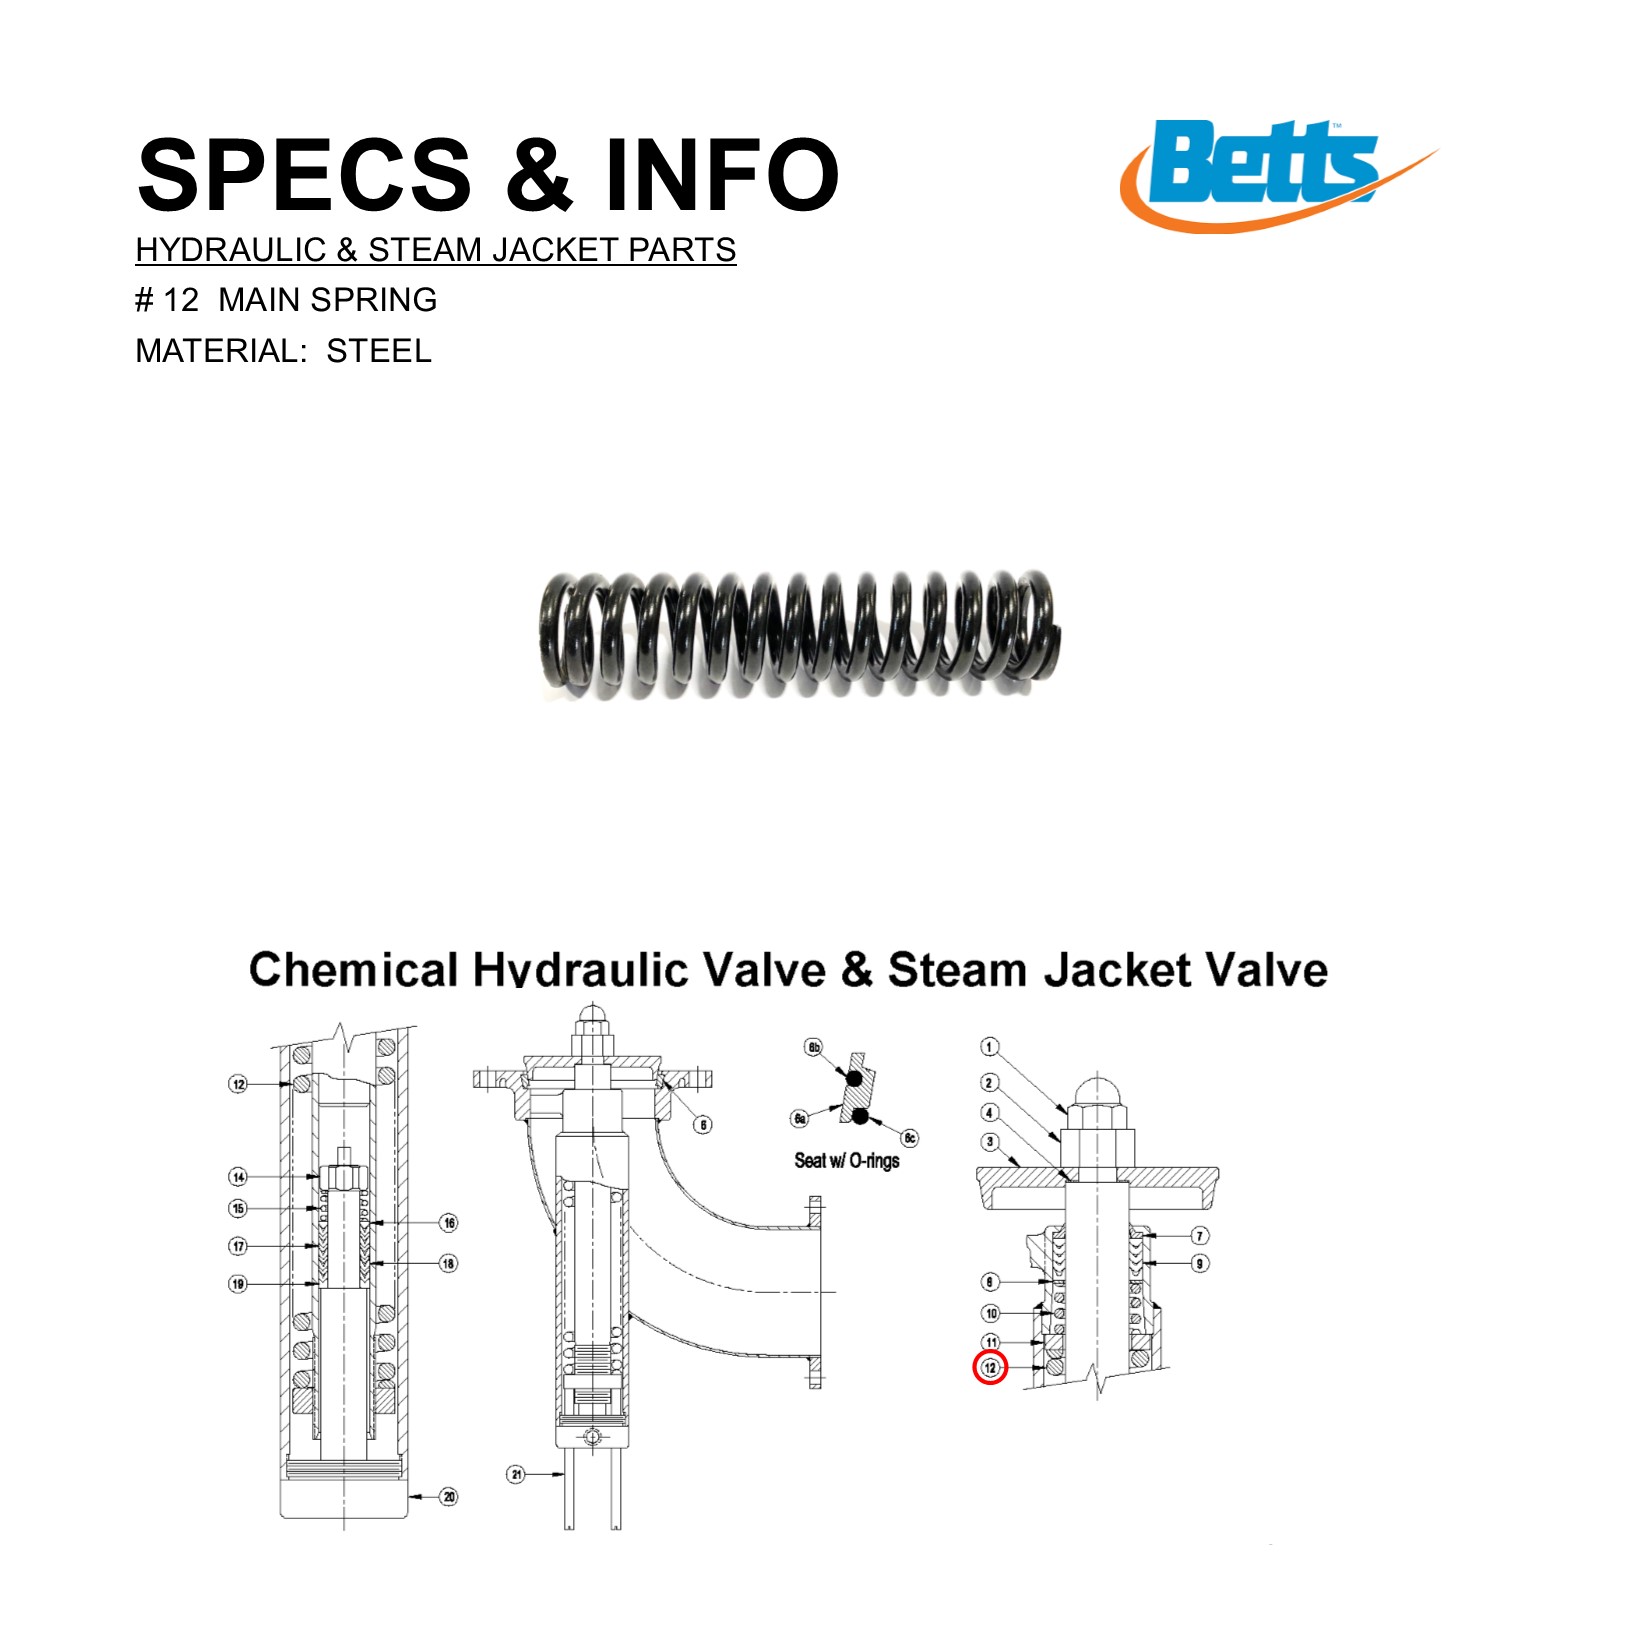 SPECS & INFO
Betts™
HYDRAULIC & STEAM JACKET PARTS
# 12 MAIN SPRING
MATERIAL: STEEL
Chemical Hydraulic Valve & Steam Jacket Valve
12
14
15
17
19
16
18
20
5
21
6b
6a
6c
Seat w/ O-rings
1
2
4
3
7
9
8
10
11
12